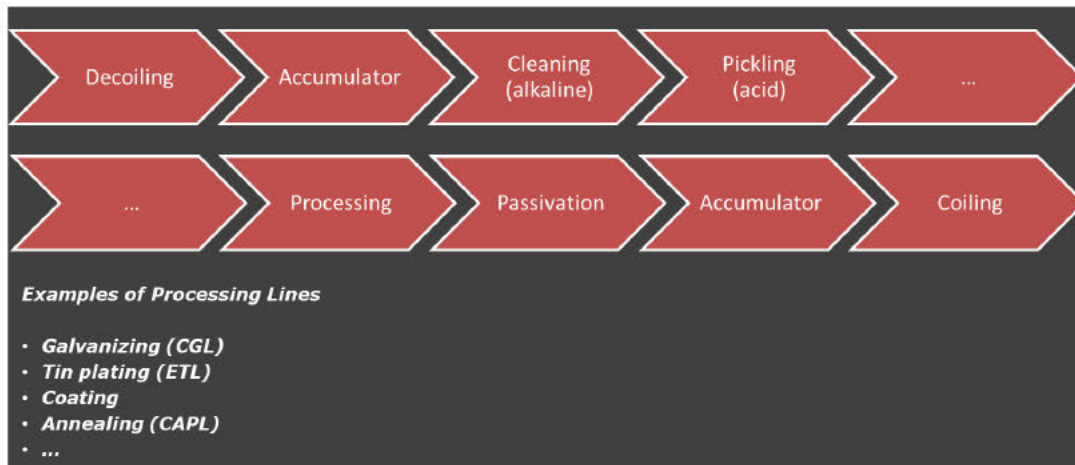 Decoiling
Accumulator
Cleaning
(alkaline)
Pickling
(acid)
...
...
Processing
Passivation
Accumulator
Coiling
Examples of Processing Lines
• Galvanizing (CGL)
• Tin plating (ETL)
• Coating
• Annealing (CAPL)
• ...